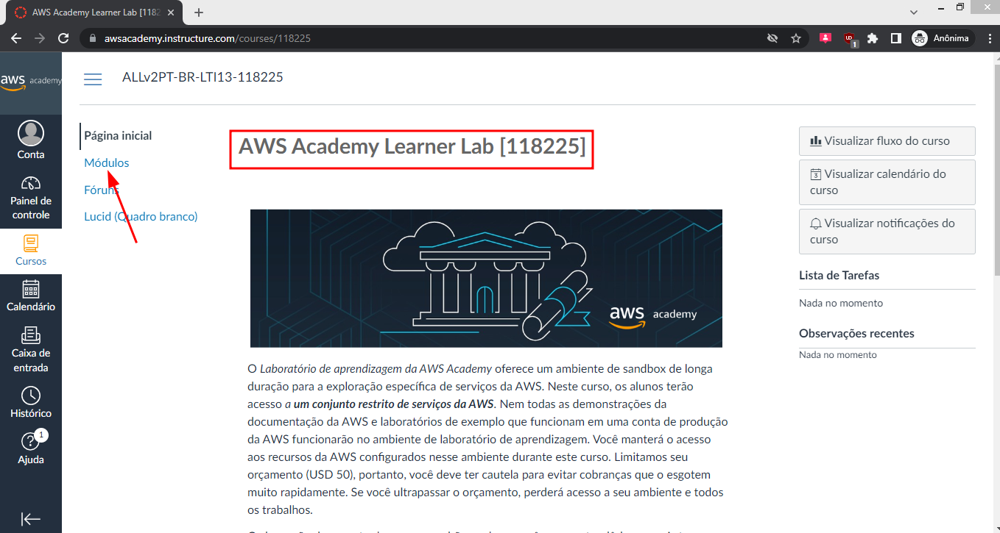 AWS Academy Learner Lab [1182
awsacademy.instructure.com/courses/118225
1
Anônima
aws academy
ALLv2PT-BR-LTI13-118225
Conta
Painel de
controle
Cursos
Calendário
Caixa de
entrada
Histórico
1
Ajuda
Página inicial
Módulos
Fóruns
Lucid (Quadro branco)
AWS Academy Learner Lab [118225]
aws academy
O Laboratório de aprendizagem da AWS Academy oferece um ambiente de sandbox de longa
duração para a exploração específica de serviços da AWS. Neste curso, os alunos terão
acesso a um conjunto restrito de serviços da AWS. Nem todas as demonstrações da
documentação da AWS e laboratórios de exemplo que funcionam em uma conta de produção
da AWS funcionarão no ambiente de laboratório de aprendizagem. Você manterá o acesso
aos recursos da AWS configurados nesse ambiente durante este curso. Limitamos seu
orçamento (USD 50), portanto, você deve ter cautela para evitar cobranças que o esgotem
muito rapidamente. Se você ultrapassar o orçamento, perderá acesso a seu ambiente e todos
os trabalhos.
Visualizar fluxo do curso
3 Visualizar calendário do
curso
Visualizar notificações do
curso
Lista de Tarefas
Nada no momento
Observações recentes
Nada no momento